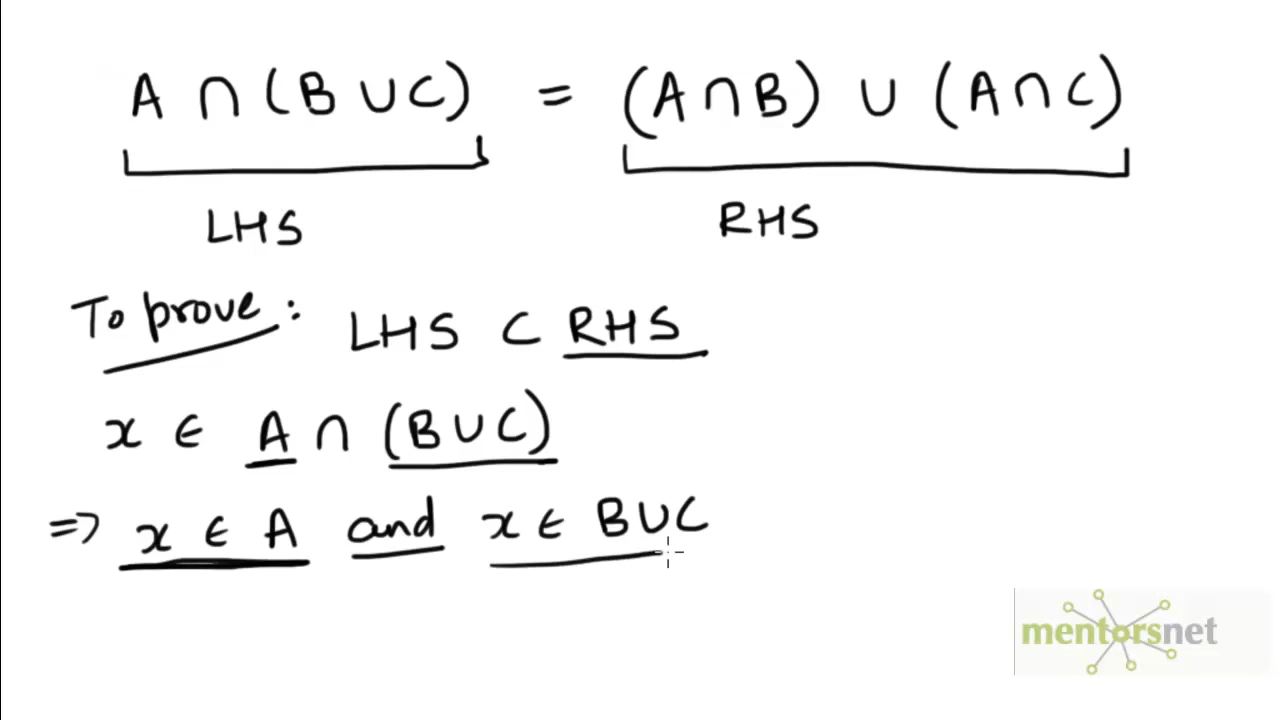 A ∩ (B ∪ C) = (A ∩ B) ∪ (A ∩ C)
LHS RHS
To prove : LHS ⊂ RHS
x ∈ A ∩ (B ∪ C)
⇒ x ∈ A and x ∈ B ∪ C
mentorsnet